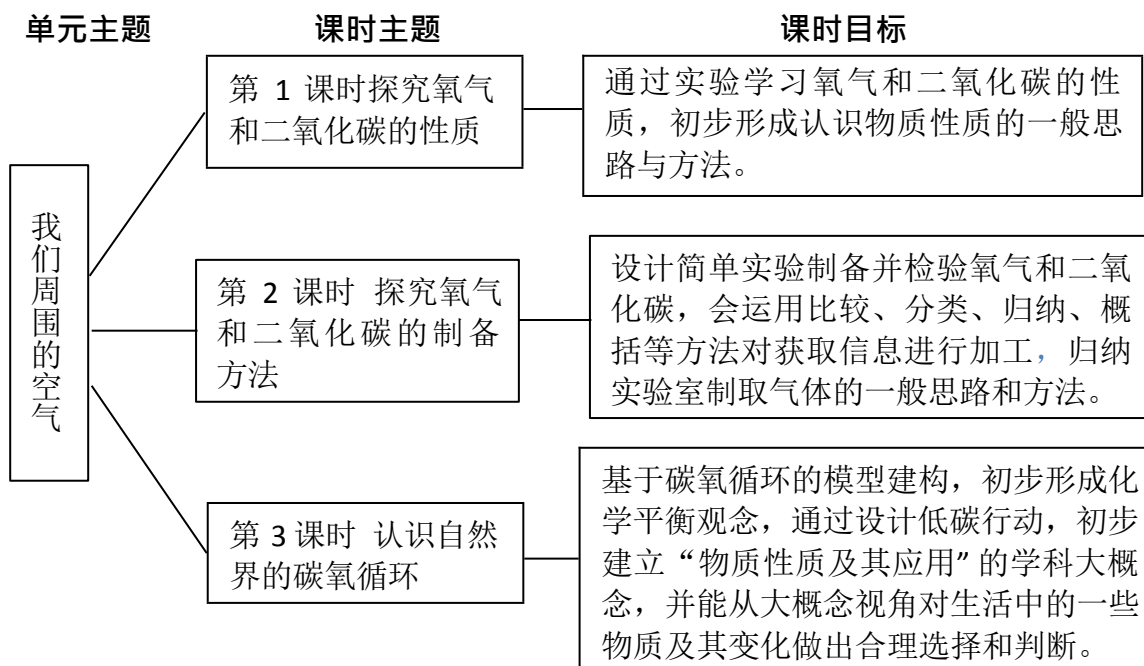 单元主题
课时主题
课时目标
我们周围的空气
第 1 课时探究氧气
和二氧化碳的性质
通过实验学习氧气和二氧化碳的性
质，初步形成认识物质性质的一般思
路与方法。
第 2 课时 探究氧气
和二氧化碳的制备
方法
设计简单实验制备并检验氧气和二氧
化碳，会运用比较、分类、归纳、概
括等方法对获取信息进行加工，归纳
实验室制取气体的一般思路和方法。
第 3 课时 认识自然
界的碳氧循环
基于碳氧循环的模型建构，初步形成化
学平衡观念，通过设计低碳行动，初步
建立“物质性质及其应用”的学科大概
念，并能从大概念视角对生活中的一些
物质及其变化做出合理选择和判断。